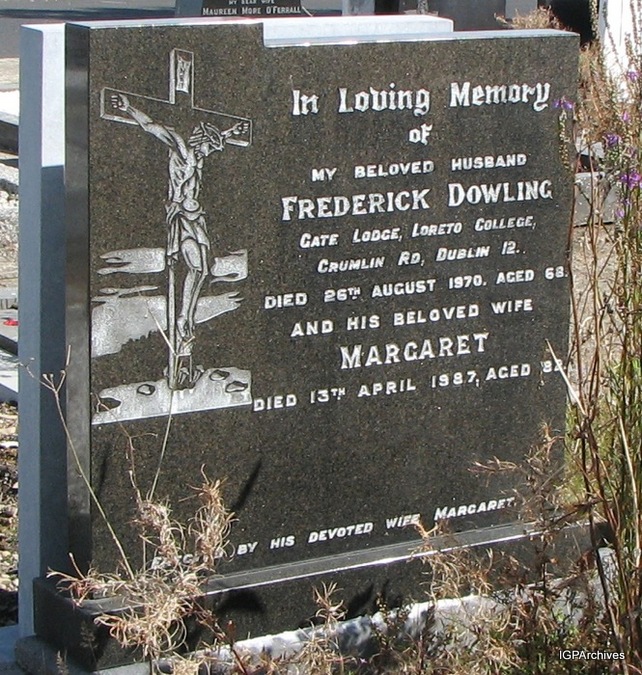 MY DEAR WIFE
MAUREEN MORE O'FERRALL
INRI
In Loving Memory
of
MY BELOVED HUSBAND
FREDERICK DOWLING
GATE LODGE, LORETO COLLEGE,
CRUMLIN RD, DUBLIN 12.
DIED 26TH AUGUST 1970. AGED 68.
AND HIS BELOVED WIFE
MARGARET
DIED 13TH APRIL 1987, AGED 82.
BY HIS DEVOTED WIFE MARGARET
IGPArchives